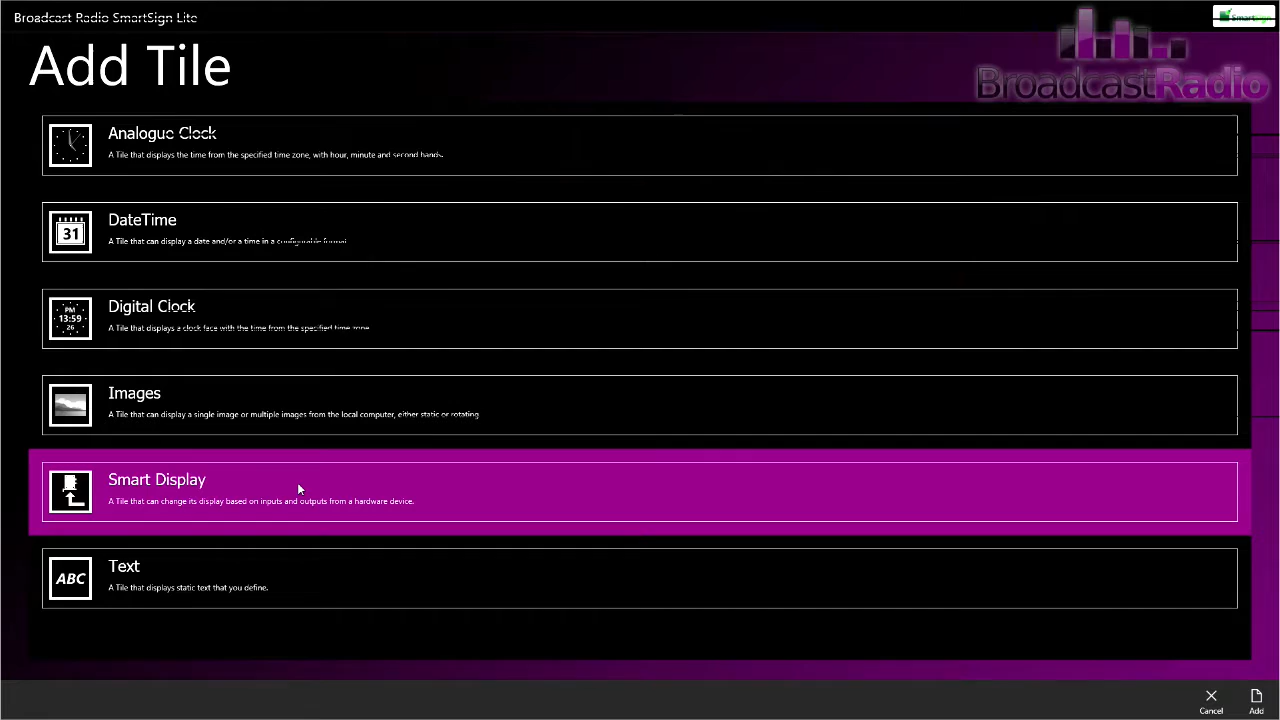 Broadcast Radio SmartSign Lite
SmartSign
Add Tile
BroadcastRadio
Analogue Clock
A Tile that displays the time from the specified time zone, with hour, minute and second hands.
31
DateTime
A Tile that can display a date and/or a time in a configurable format.
PM
13:59
26
Digital Clock
A Tile that displays a clock face with the time from the specified time zone.
Images
A Tile that can display a single image or multiple images from the local computer, either static or rotating.
Smart Display
A Tile that can change its display based on inputs and outputs from a hardware device.
ABC
Text
A Tile that displays static text that you define.
Cancel
Add